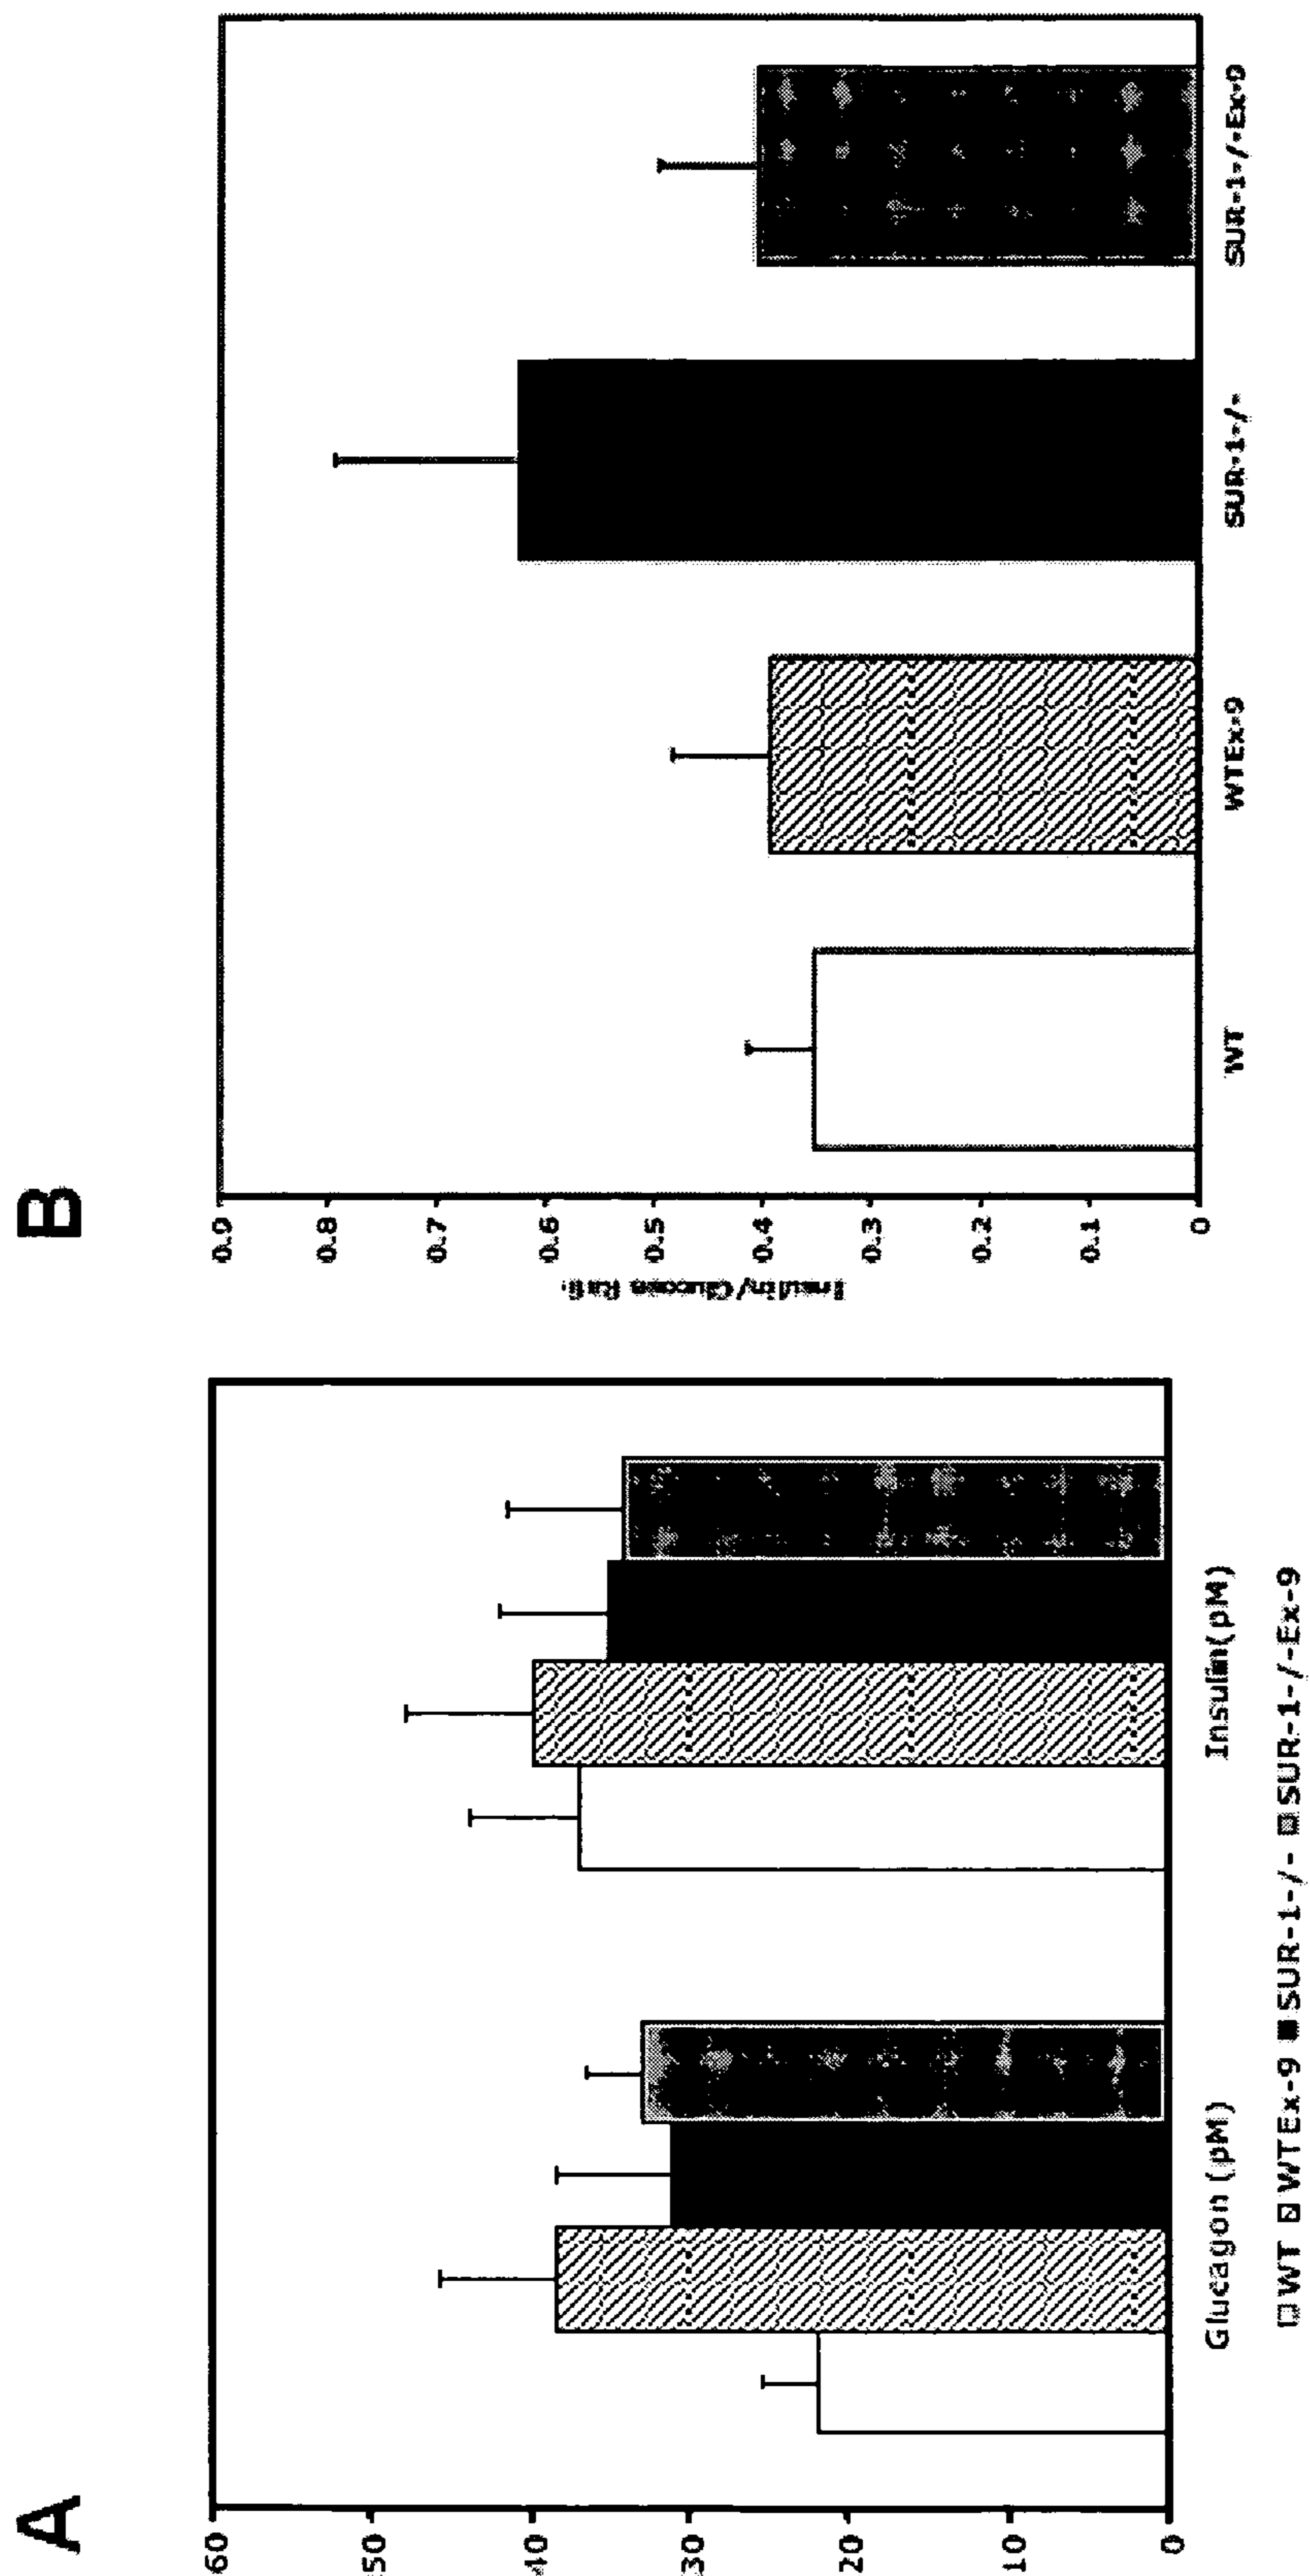 A
60
50
40
30
20
10
0
Glucagon (pM)
Insulin(pM)
WT WTEx-9 SUR-1-/- SUR-1-/-Ex-9
B
0.9
0.8
0.7
0.6
0.5
0.4
0.3
0.2
0.1
0
Insulin/Glucose
WT
WTEx-9
SUR-1-/-
SUR-1-/-Ex-9